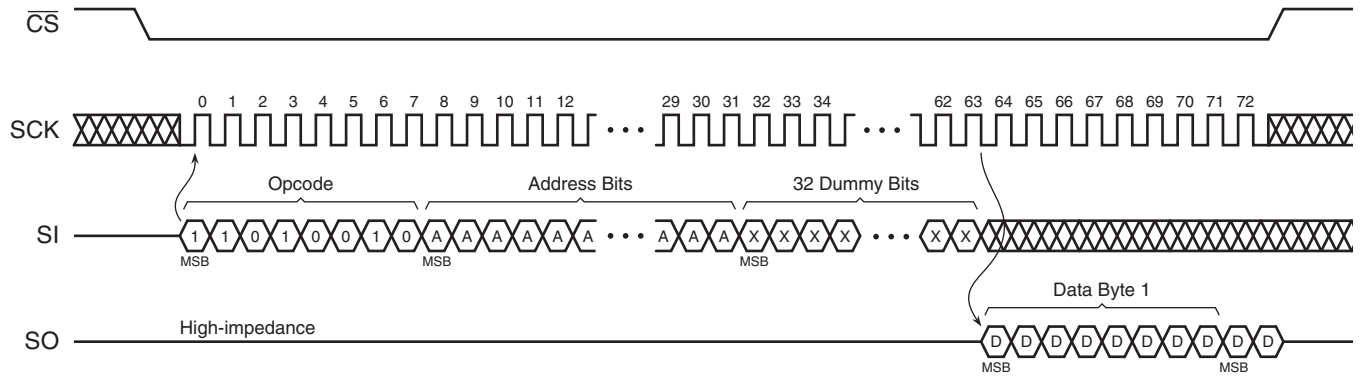 CS
0 1 2 3 4 5 6 7 8 9 10 11 12 29 30 31 32 33 34 62 63 64 65 66 67 68 69 70 71 72
SCK
Opcode Address Bits 32 Dummy Bits
SI 1 1 0 1 0 0 1 0 A A A A A A A A A X X X X X X
MSB MSB MSB
Data Byte 1
High-impedance
SO D D D D D D D D D D
MSB MSB